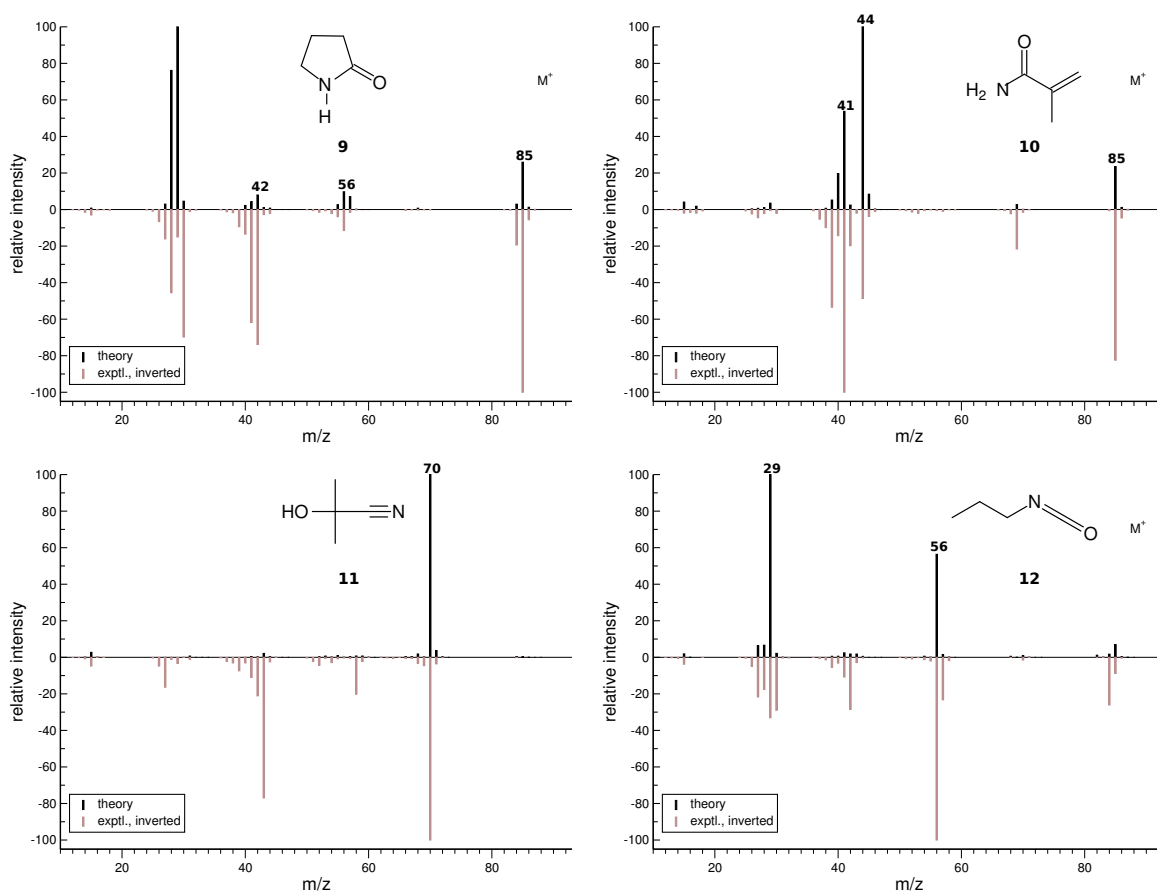 100
80
60
40
20
0
-20
-40
-60
-80
-100
relative intensity
20
40
60
80
m/z
N
H
O
9
M+
42
56
85
theory
exptl., inverted
100
80
60
40
20
0
-20
-40
-60
-80
-100
relative intensity
20
40
60
80
m/z
O
H2 N
10
M+
44
41
85
theory
exptl., inverted
100
80
60
40
20
0
-20
-40
-60
-80
-100
relative intensity
20
40
60
80
m/z
HO
N
11
70
theory
exptl., inverted
100
80
60
40
20
0
-20
-40
-60
-80
-100
relative intensity
20
40
60
80
m/z
N
O
12
M+
29
56
theory
exptl., inverted